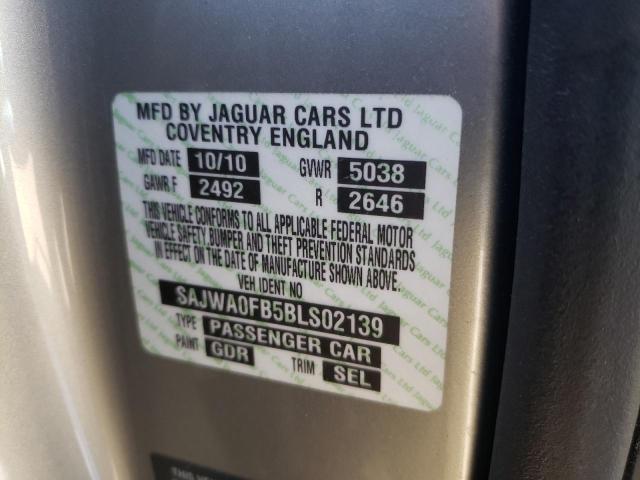 MFD BY JAGUAR CARS LTD
COVENTRY ENGLAND
MFD DATE 10/10 GVWR 5038
GAWR F 2492 R 2646
THIS VEHICLE CONFORMS TO ALL APPLICABLE FEDERAL MOTOR
VEHICLE SAFETY, BUMPER AND THEFT PREVENTION STANDARDS
IN EFFECT ON THE DATE OF MANUFACTURE SHOWN ABOVE.
VEH IDENT NO
SAJWA0FB5BLS02139
TYPE PASSENGER CAR
PAINT GDR TRIM SEL
THIS